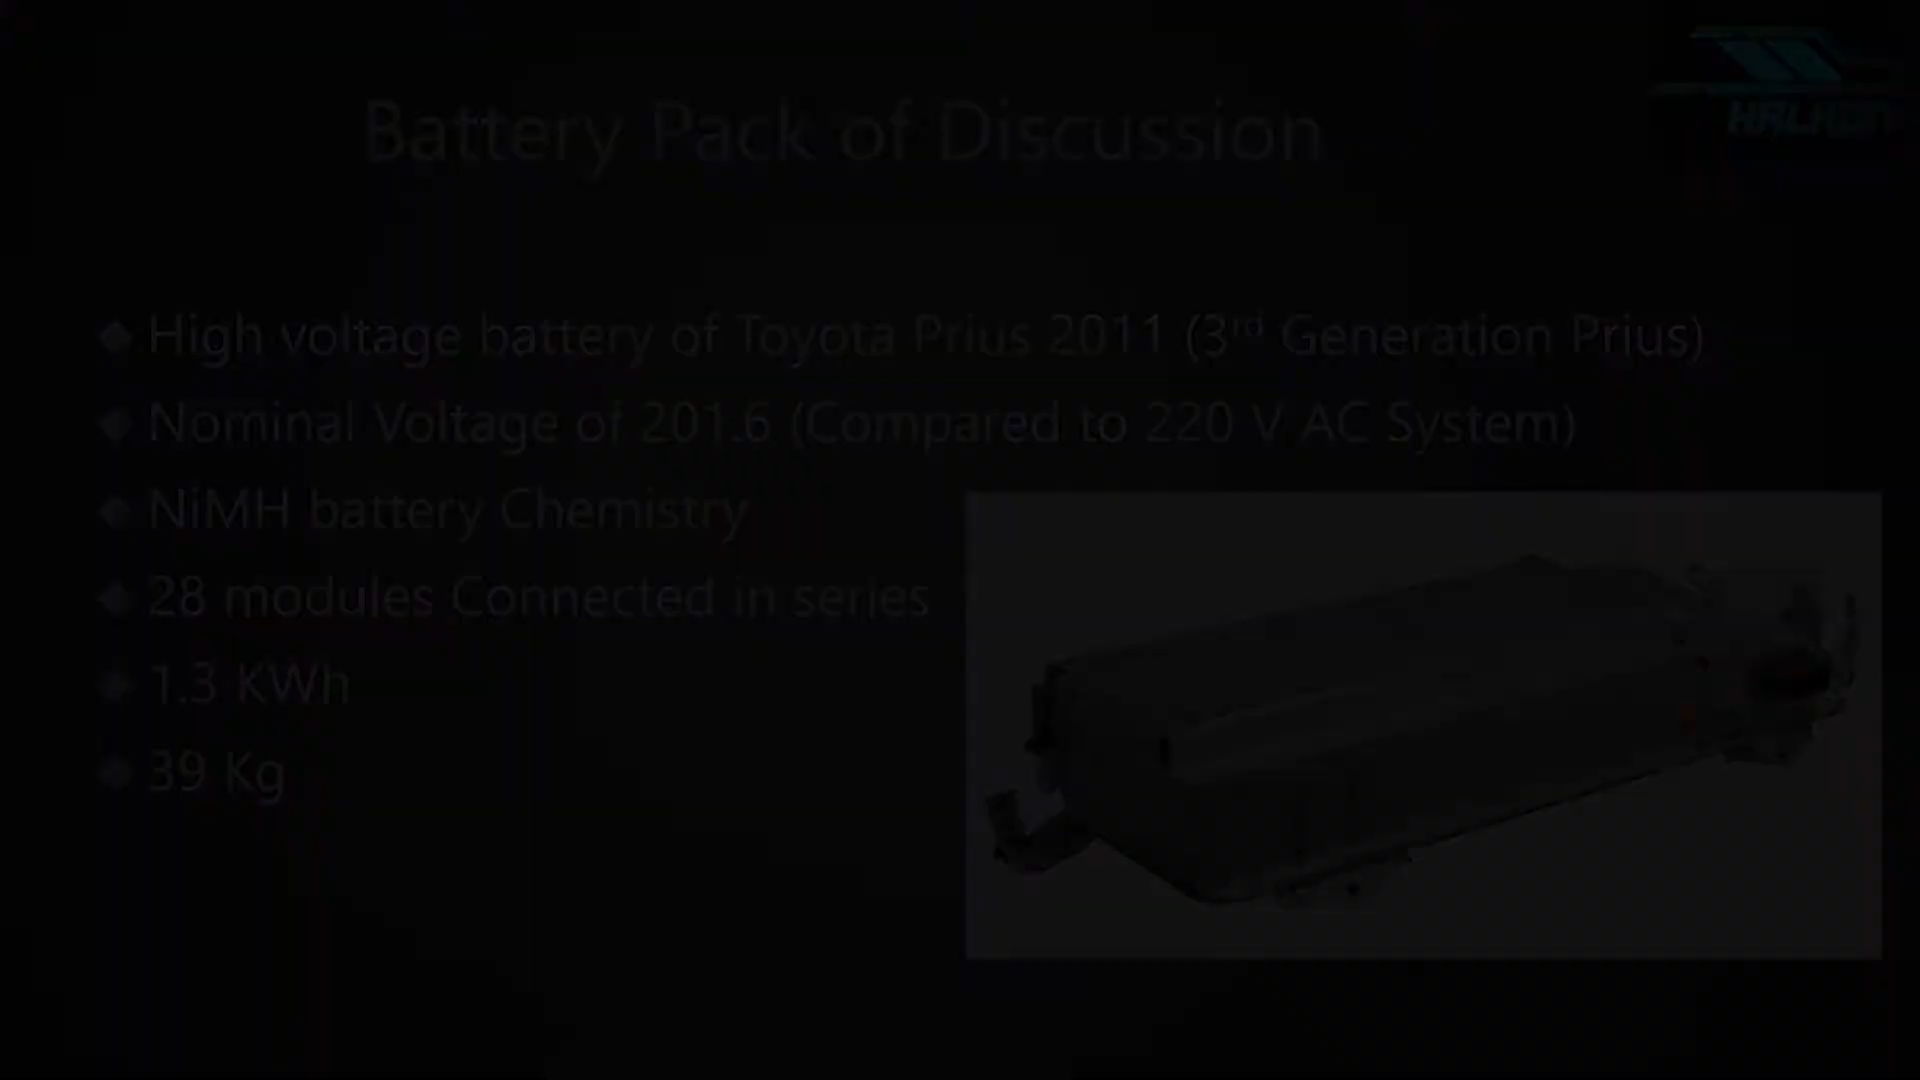 Battery Pack of Discussion
High voltage battery of Toyota Prius 2011 (3rd Generation Prius)
Nominal Voltage of 201.6 (Compared to 220 V AC System)
NiMH battery Chemistry
28 modules Connected in series
1.3 KWh
39 Kg